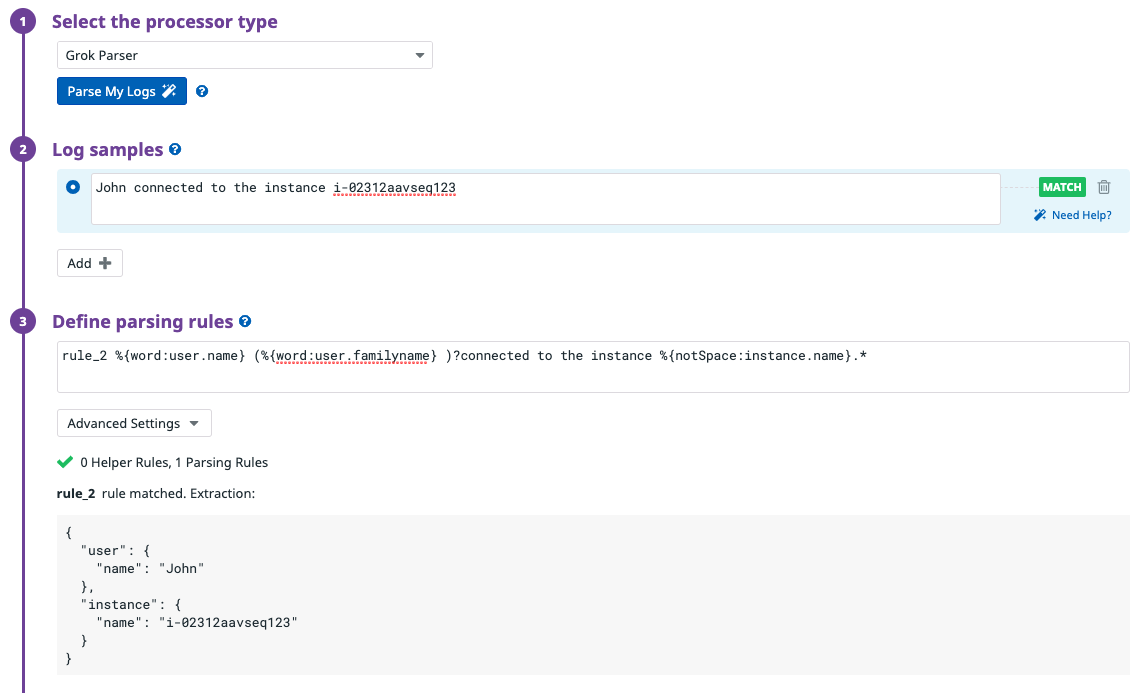 1
Select the processor type
Grok Parser
Parse My Logs
?
2
Log samples ?
John connected to the instance i-02312aavseq123
MATCH
Need Help?
Add
3
Define parsing rules ?
rule_2 %{word:user.name} (%{word:user.familyname} )?connected to the instance %{notSpace:instance.name}.*
Advanced Settings
0 Helper Rules, 1 Parsing Rules
rule_2 rule matched. Extraction:
{
  "user": {
    "name": "John"
  },
  "instance": {
    "name": "i-02312aavseq123"
  }
}